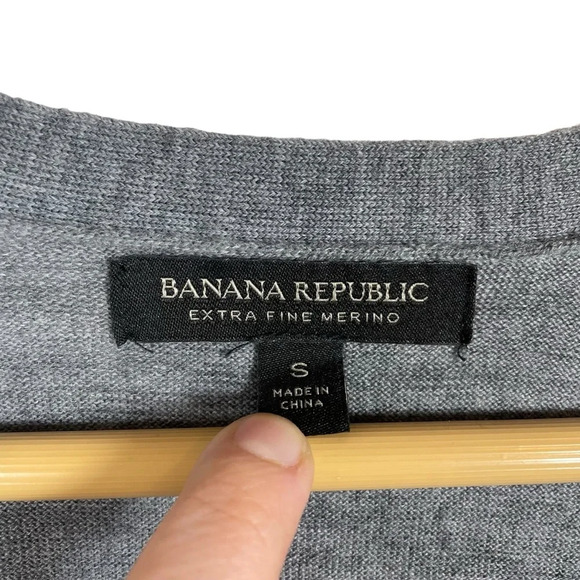 BANANA REPUBLIC
EXTRA FINE MERINO
S
MADE IN
CHINA